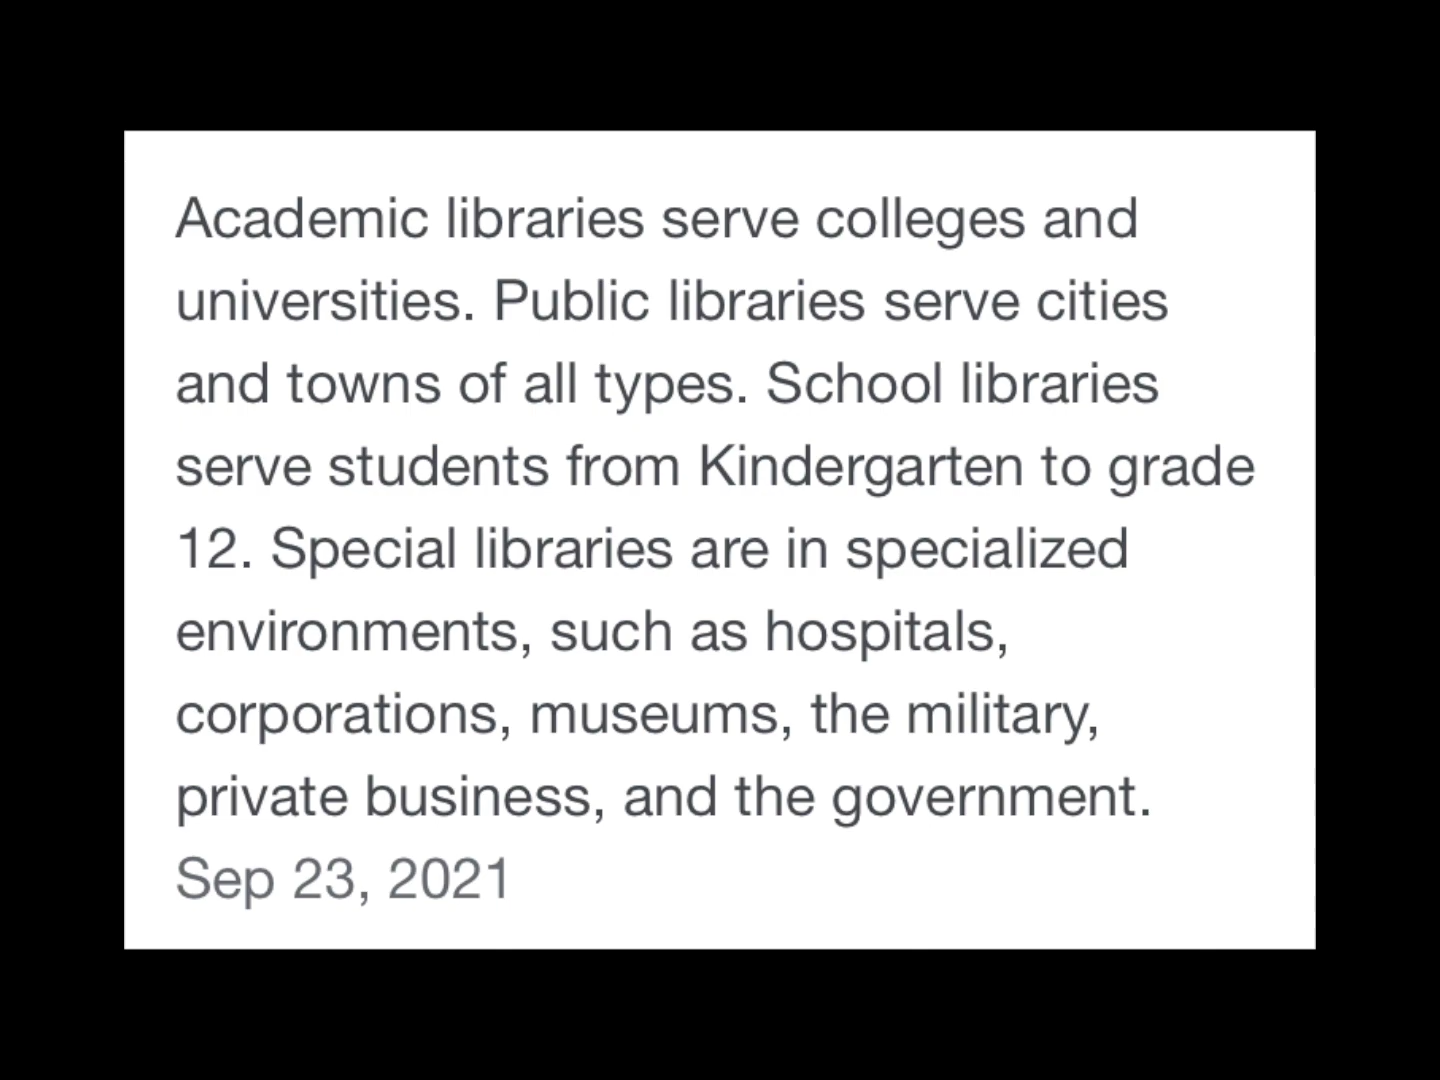 Academic libraries serve colleges and
universities. Public libraries serve cities
and towns of all types. School libraries
serve students from Kindergarten to grade
12. Special libraries are in specialized
environments, such as hospitals,
corporations, museums, the military,
private business, and the government.
Sep 23, 2021